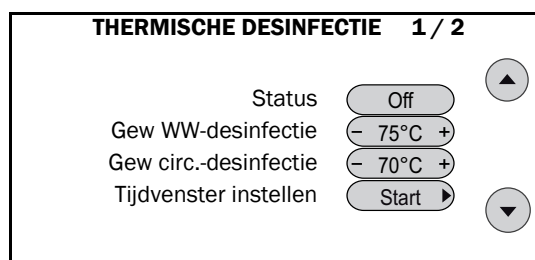 THERMISCHE DESINFECTIE 1 / 2
Status Off
Gew WW-desinfectie − 75°C +
Gew circ.-desinfectie − 70°C +
Tijdvenster instellen Start